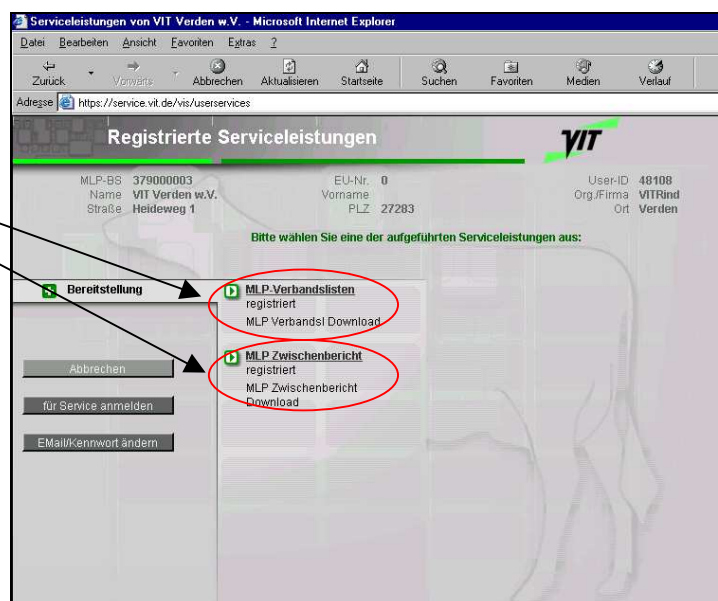 Serviceleistungen von VIT Verden w.V. - Microsoft Internet Explorer
Datei Bearbeiten Ansicht Favoriten Extras ?
Zurück Vorwärts Abbrechen Aktualisieren Startseite Suchen Favoriten Medien Verlauf
Adresse https://service.vit.de/vis/userservices
Registrierte Serviceleistungen VIT
MLP-BS 379000003 EU-Nr. 0 User-ID 48108
Name VIT Verden w.V. Vorname Org./Firma VITRind
Straße Heideweg 1 PLZ 27283 Ort Verden
Bitte wählen Sie eine der aufgeführten Serviceleistungen aus:
Bereitstellung
MLP-Verbandslisten
registriert
MLP Verbandsl Download
MLP Zwischenbericht
registriert
MLP Zwischenbericht
Download
Abbrechen
für Service anmelden
EMail/Kennwort ändern